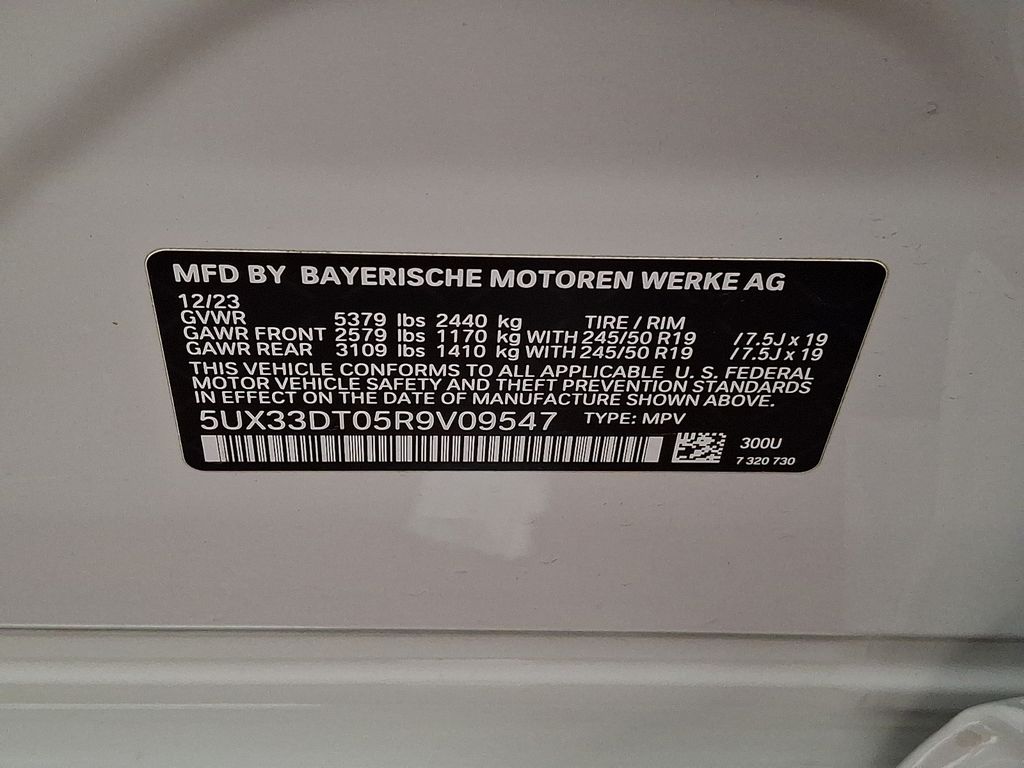 MFD BY BAYERISCHE MOTOREN WERKE AG
12/23
GVWR 5379 lbs 2440 kg TIRE / RIM
GAWR FRONT 2579 lbs 1170 kg WITH 245/50 R19 / 7.5J x 19
GAWR REAR 3109 lbs 1410 kg WITH 245/50 R19 / 7.5J x 19
THIS VEHICLE CONFORMS TO ALL APPLICABLE U. S. FEDERAL
MOTOR VEHICLE SAFETY AND THEFT PREVENTION STANDARDS
IN EFFECT ON THE DATE OF MANUFACTURE SHOWN ABOVE.
5UX33DT05R9V09547 TYPE: MPV
300U
7 320 730